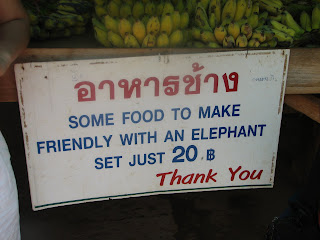 อาหารช้าง
SOME FOOD TO MAKE
FRIENDLY WITH AN ELEPHANT
SET JUST 20 ฿
Thank You